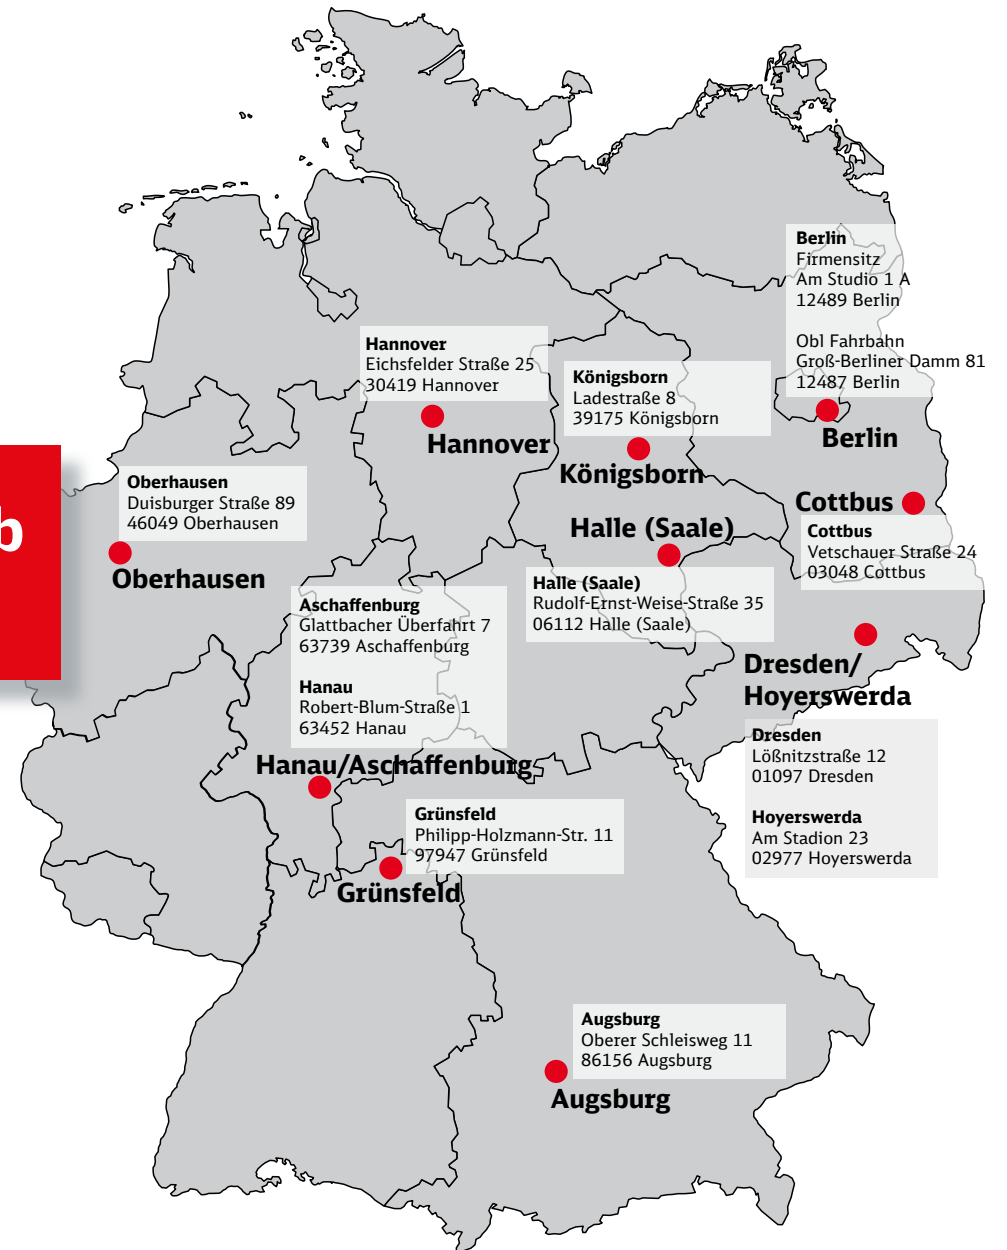 Berlin
Firmensitz
Am Studio 1 A
12489 Berlin
Obl Fahrbahn
Groß-Berliner Damm 81
12487 Berlin
Berlin
Hannover
Eichsfelder Straße 25
30419 Hannover
Hannover
Königsborn
Ladestraße 8
39175 Königsborn
Königsborn
b
Oberhausen
Duisburger Straße 89
46049 Oberhausen
Oberhausen
Cottbus
Cottbus
Vetschauer Straße 24
03048 Cottbus
Halle (Saale)
Halle (Saale)
Rudolf-Ernst-Weise-Straße 35
06112 Halle (Saale)
Aschaffenburg
Glattbacher Überfahrt 7
63739 Aschaffenburg
Hanau
Robert-Blum-Straße 1
63452 Hanau
Hanau/Aschaffenburg
Dresden/
Hoyerswerda
Dresden
Lößnitzstraße 12
01097 Dresden
Hoyerswerda
Am Stadion 23
02977 Hoyerswerda
Grünsfeld
Philipp-Holzmann-Str. 11
97947 Grünsfeld
Grünsfeld
Augsburg
Oberer Schleisweg 11
86156 Augsburg
Augsburg